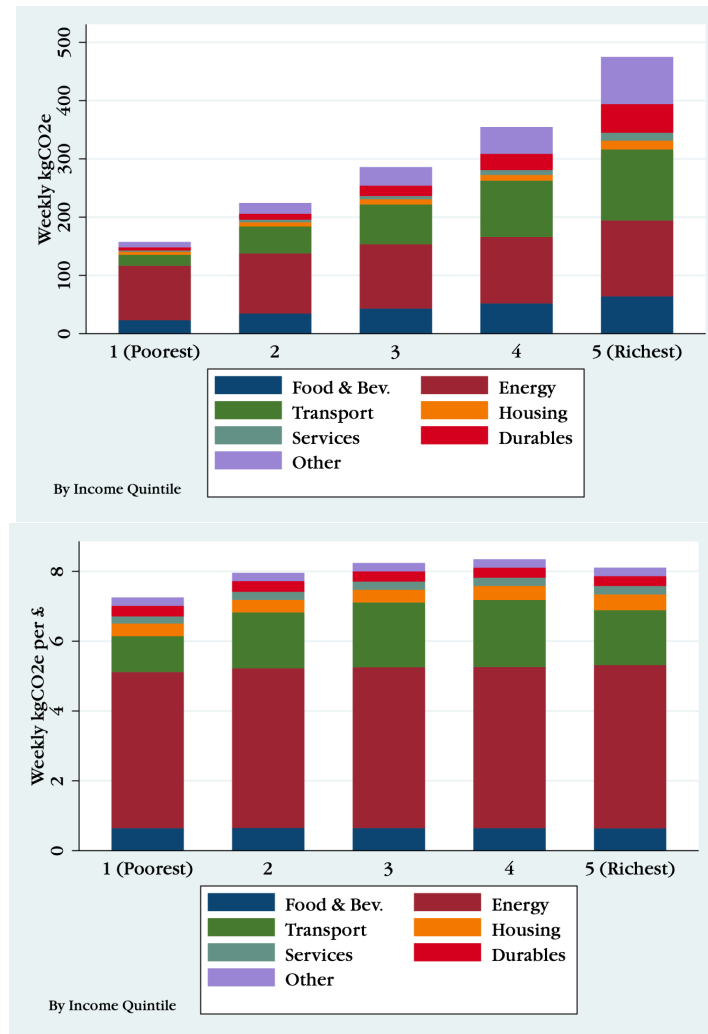 500
400
300
200
100
0
Weekly kgCO2e
1 (Poorest) 2 3 4 5 (Richest)
Food & Bev. Energy
Transport Housing
Services Durables
Other
By Income Quintile
8
6
4
2
0
Weekly kgCO2e per £
1 (Poorest) 2 3 4 5 (Richest)
Food & Bev. Energy
Transport Housing
Services Durables
Other
By Income Quintile